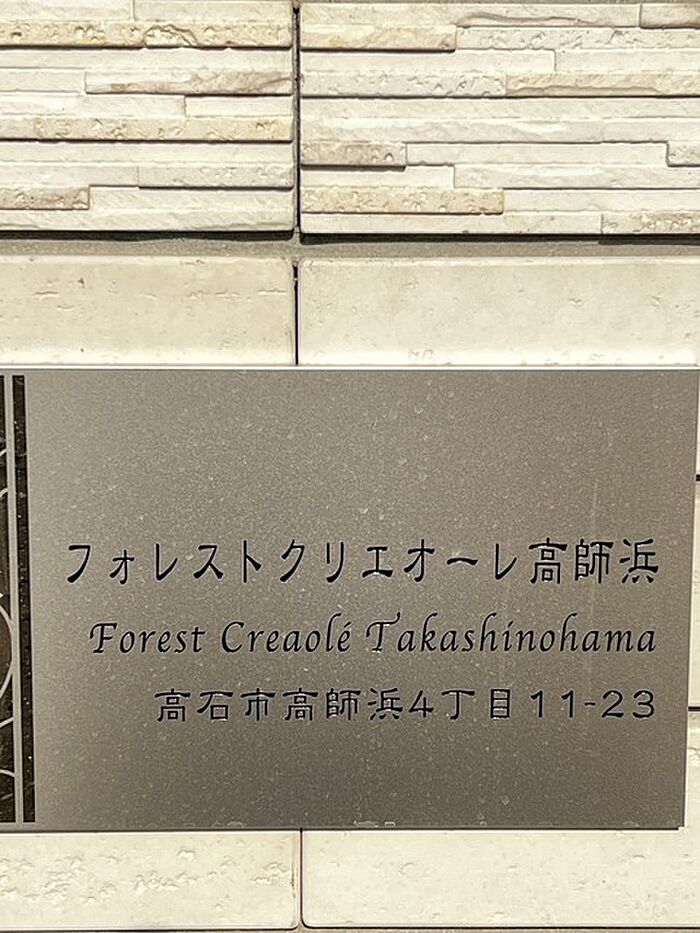 フォレストクリエオーレ高師浜
Forest Creaolé Takashinohama
高石市高師浜4丁目11-23